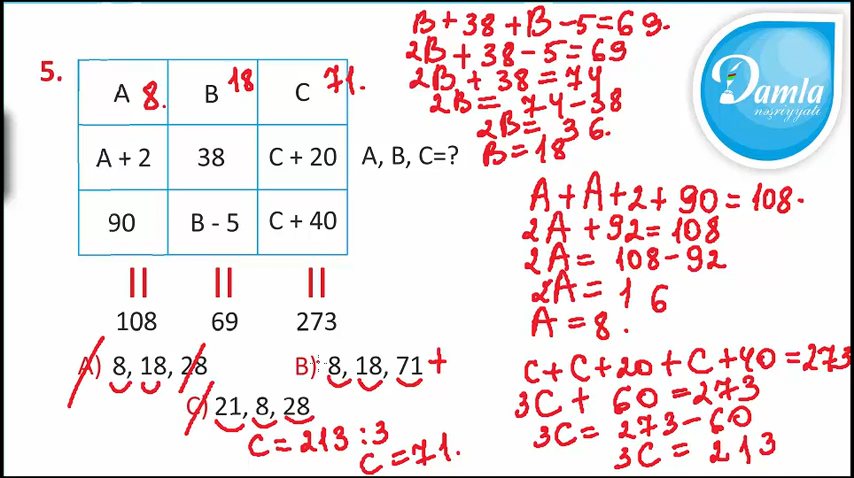 5.
A 8. B 18 C 71.
A + 2 38 C + 20
90 B - 5 C + 40
A, B, C=?
108 69 273
A) 8, 18, 28
B) 8, 18, 71 +
C) 21, 8, 28
C = 213 : 3
C = 71.
B + 38 + B - 5 = 69.
2B + 38 - 5 = 69
2B + 38 = 74
2B = 74 - 38
2B = 36.
B = 18
Damla
nəşriyyatı
A + A + 2 + 90 = 108.
2A + 92 = 108
2A = 108 - 92
2A = 16
A = 8.
C + C + 20 + C + 40 = 273
3C + 60 = 273
3C = 273 - 60
3C = 213